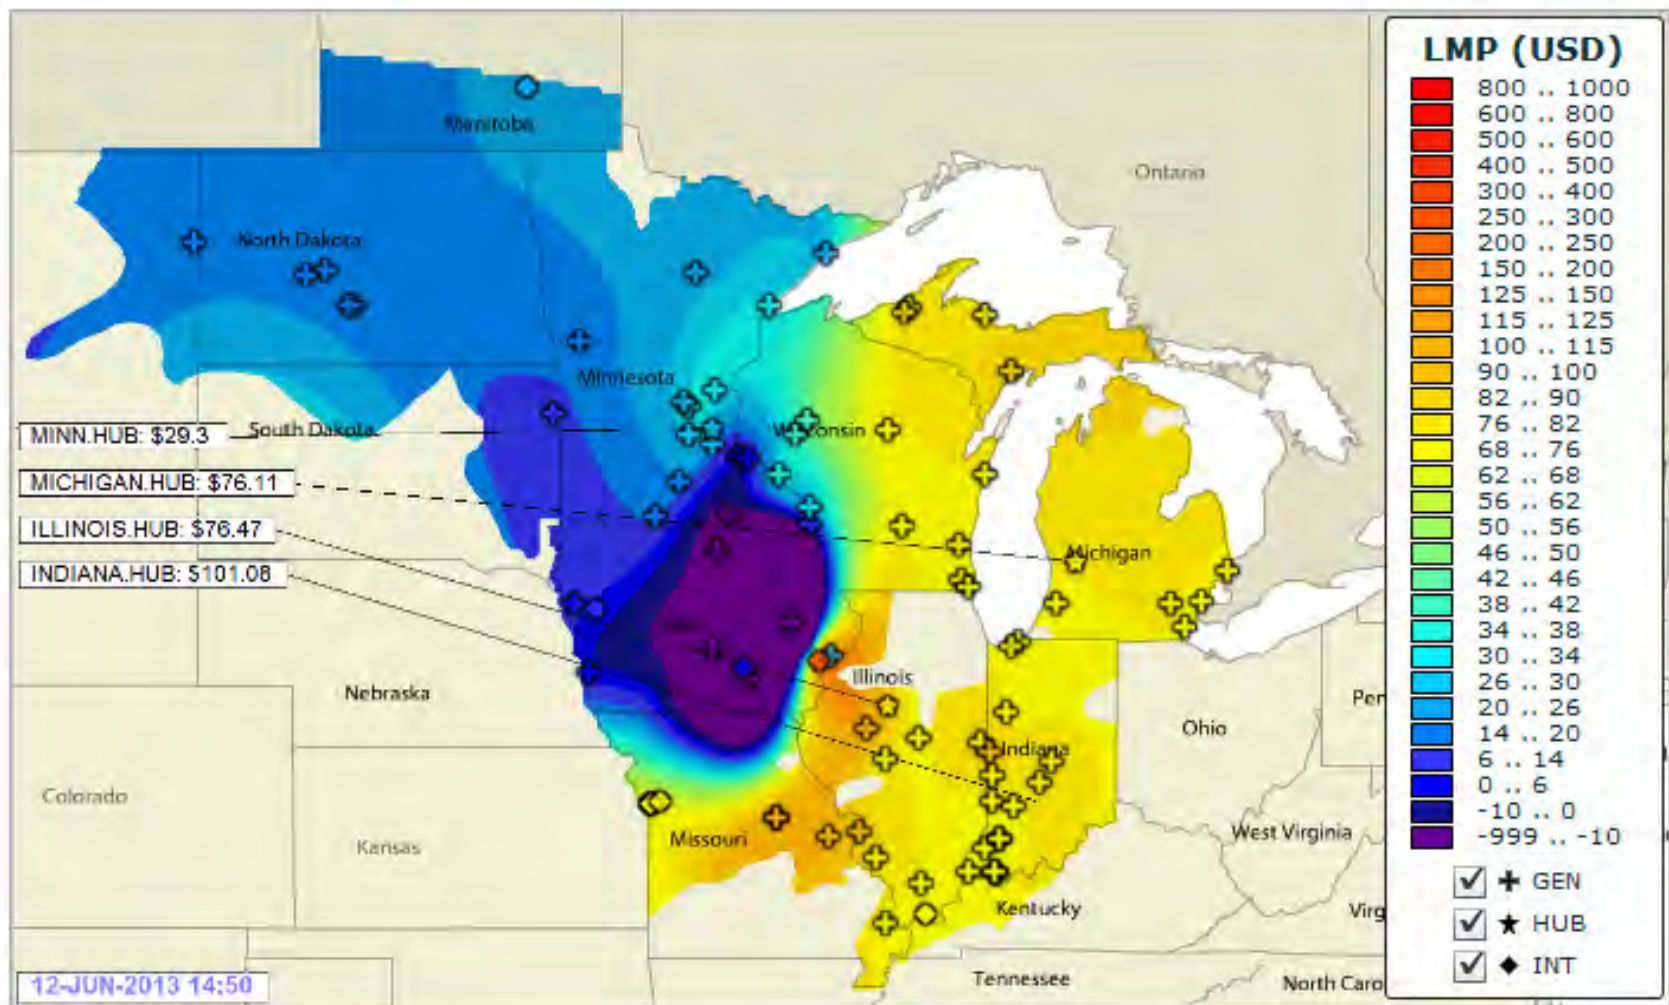 LMP (USD)
800 .. 1000
600 .. 800
500 .. 600
400 .. 500
300 .. 400
250 .. 300
200 .. 250
150 .. 200
125 .. 150
115 .. 125
100 .. 115
90 .. 100
82 .. 90
76 .. 82
68 .. 76
62 .. 68
56 .. 62
50 .. 56
46 .. 50
42 .. 46
38 .. 42
34 .. 38
30 .. 34
26 .. 30
20 .. 26
14 .. 20
6 .. 14
0 .. 6
-10 .. 0
-999 .. -10
GEN
HUB
INT
Manitoba
Ontario
North Dakota
Minnesota
MINN.HUB: $29.3
South Dakota
Wisconsin
MICHIGAN.HUB: $76.11
ILLINOIS.HUB: $76.47
Michigan
INDIANA.HUB: $101.08
Illinois
Nebraska
Pen
Ohio
Indiana
Colorado
West Virginia
Missouri
Kansas
Kentucky
Virg
Tennessee
North Caro
12-JUN-2013 14:50